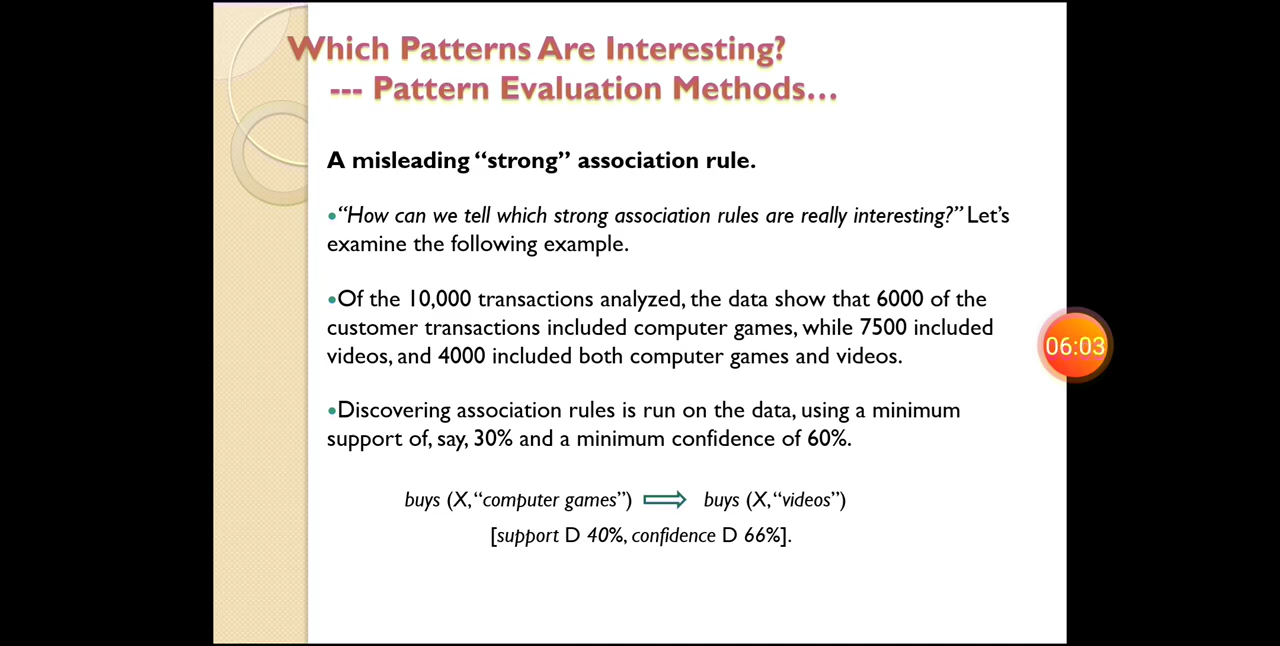 Which Patterns Are Interesting?
--- Pattern Evaluation Methods…
A misleading “strong” association rule.
•“How can we tell which strong association rules are really interesting?” Let’s
examine the following example.
•Of the 10,000 transactions analyzed, the data show that 6000 of the
customer transactions included computer games, while 7500 included
videos, and 4000 included both computer games and videos.
06:03
•Discovering association rules is run on the data, using a minimum
support of, say, 30% and a minimum confidence of 60%.
buys (X,“computer games”) ⇒ buys (X,“videos”)
[support D 40%, confidence D 66%].